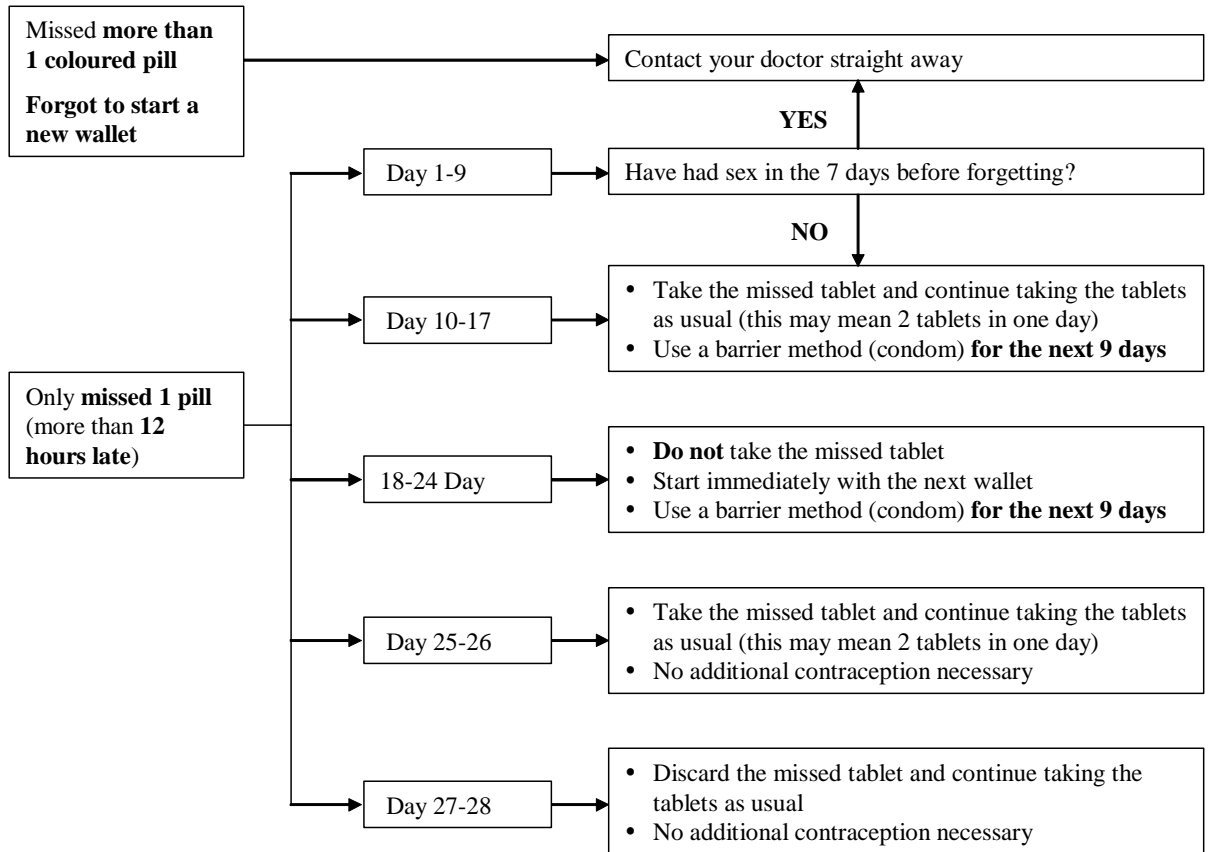 Missed more than
1 coloured pill
Forgot to start a
new wallet
Contact your doctor straight away
YES
Day 1-9
Have had sex in the 7 days before forgetting?
NO
Day 10-17
• Take the missed tablet and continue taking the tablets
as usual (this may mean 2 tablets in one day)
• Use a barrier method (condom) for the next 9 days
Only missed 1 pill
(more than 12
hours late)
18-24 Day
• Do not take the missed tablet
• Start immediately with the next wallet
• Use a barrier method (condom) for the next 9 days
Day 25-26
• Take the missed tablet and continue taking the tablets
as usual (this may mean 2 tablets in one day)
• No additional contraception necessary
Day 27-28
• Discard the missed tablet and continue taking the
tablets as usual
• No additional contraception necessary